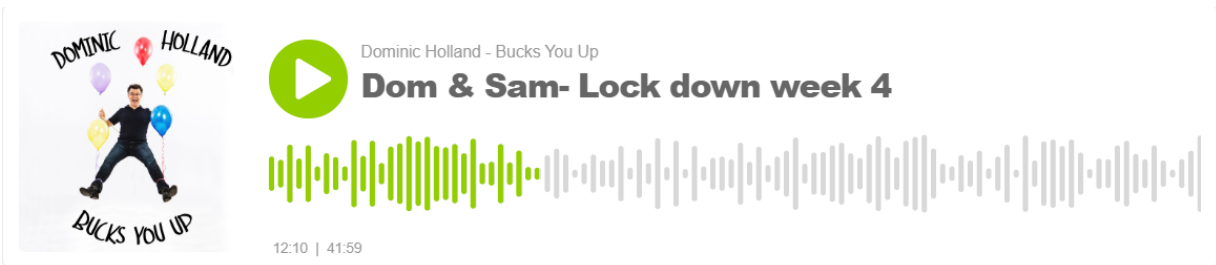 DOMINIC HOLLAND
BUCKS YOU UP
Dominic Holland - Bucks You Up
Dom & Sam- Lock down week 4
12:10 | 41:59